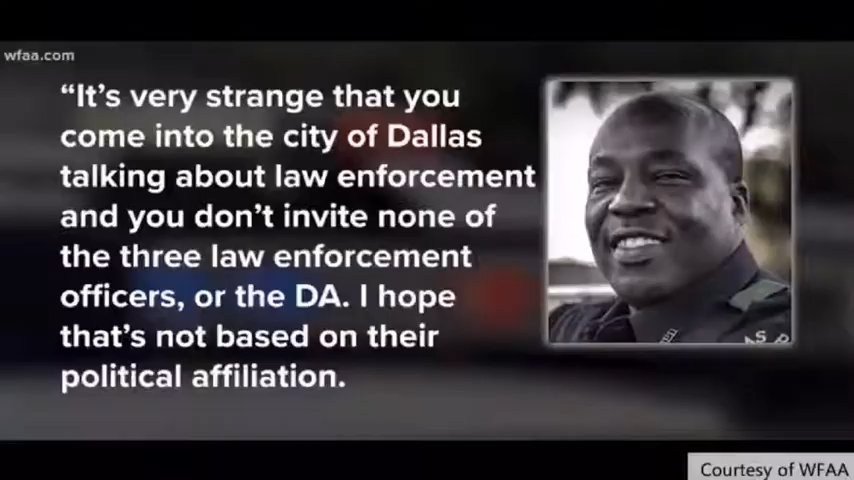 wfaa.com
“It’s very strange that you
come into the city of Dallas
talking about law enforcement
and you don’t invite none of
the three law enforcement
officers, or the DA. I hope
that’s not based on their
political affiliation.
Courtesy of WFAA